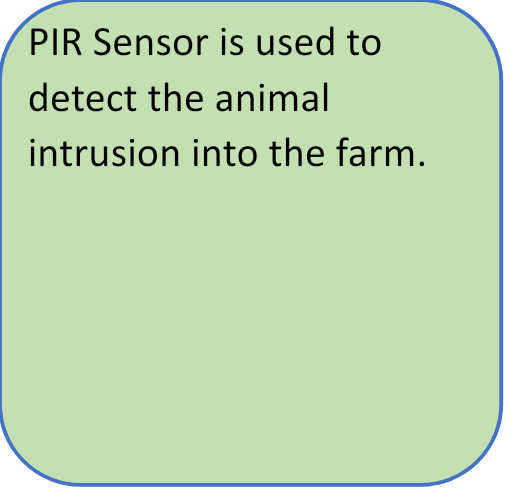 PIR Sensor is used to
detect the animal
intrusion into the farm.